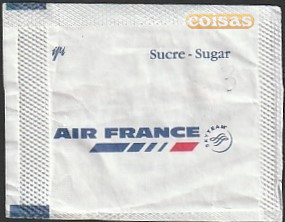 coisas
Sucre - Sugar
AIR FRANCE
SKYTEAM